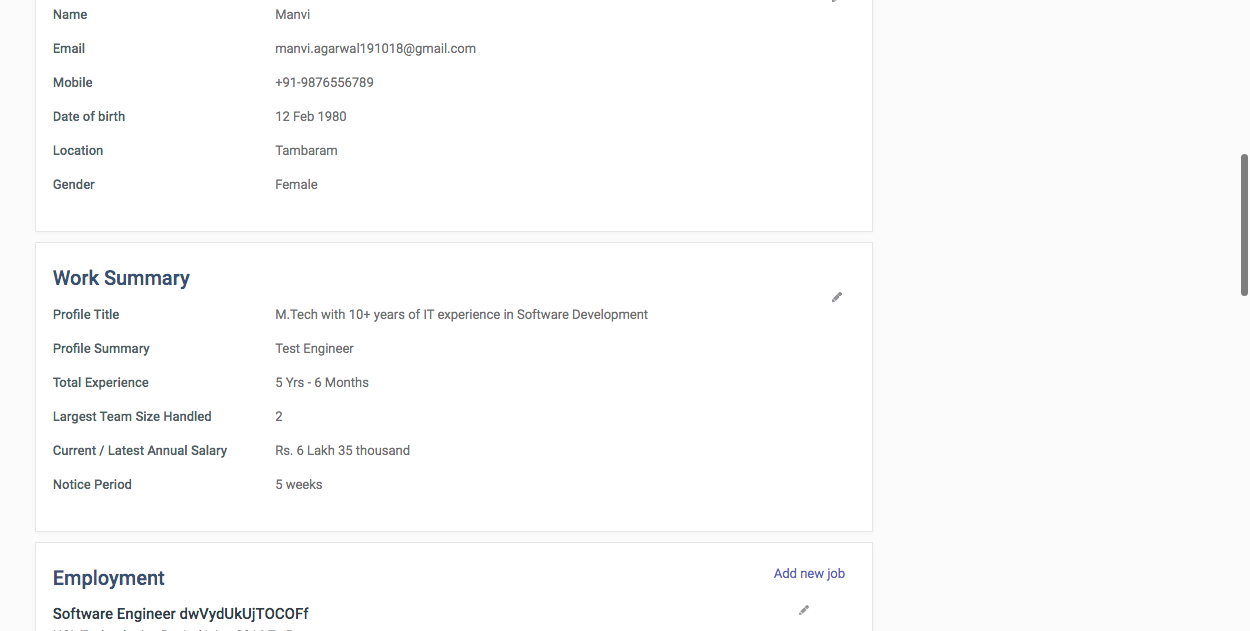 Name Manvi
Email manvi.agarwal191018@gmail.com
Mobile +91-9876556789
Date of birth 12 Feb 1980
Location Tambaram
Gender Female
Work Summary
Profile Title M.Tech with 10+ years of IT experience in Software Development
Profile Summary Test Engineer
Total Experience 5 Yrs - 6 Months
Largest Team Size Handled 2
Current / Latest Annual Salary Rs. 6 Lakh 35 thousand
Notice Period 5 weeks
Employment Add new job
Software Engineer dwVydUkUjTOCOFf